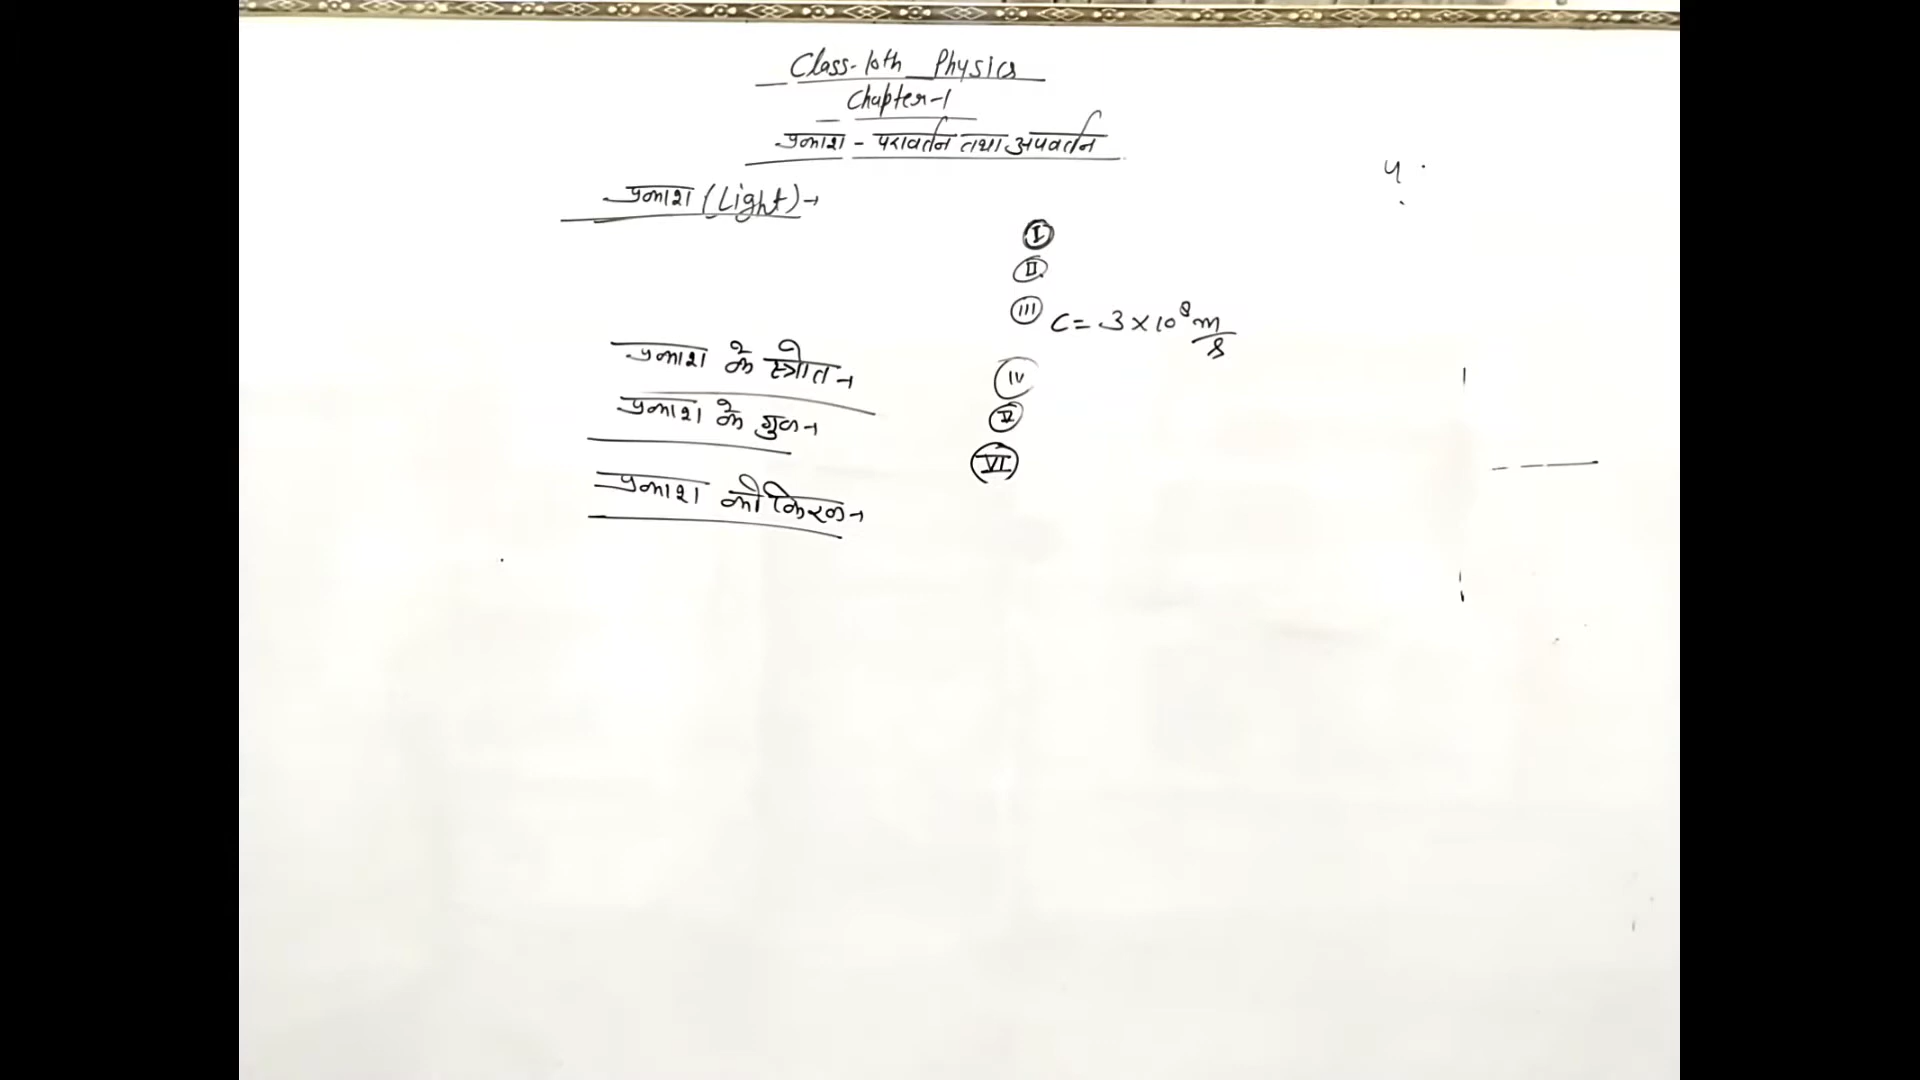 Class-10th Physics
Chapter-1
प्रकाश - परावर्तन तथा अपवर्तन
प्रकाश (Light)→
I
II
III C = 3×10⁸ m/s
प्रकाश के स्त्रोत→
IV
प्रकाश के गुण→
V
VI
प्रकाश की किरण→